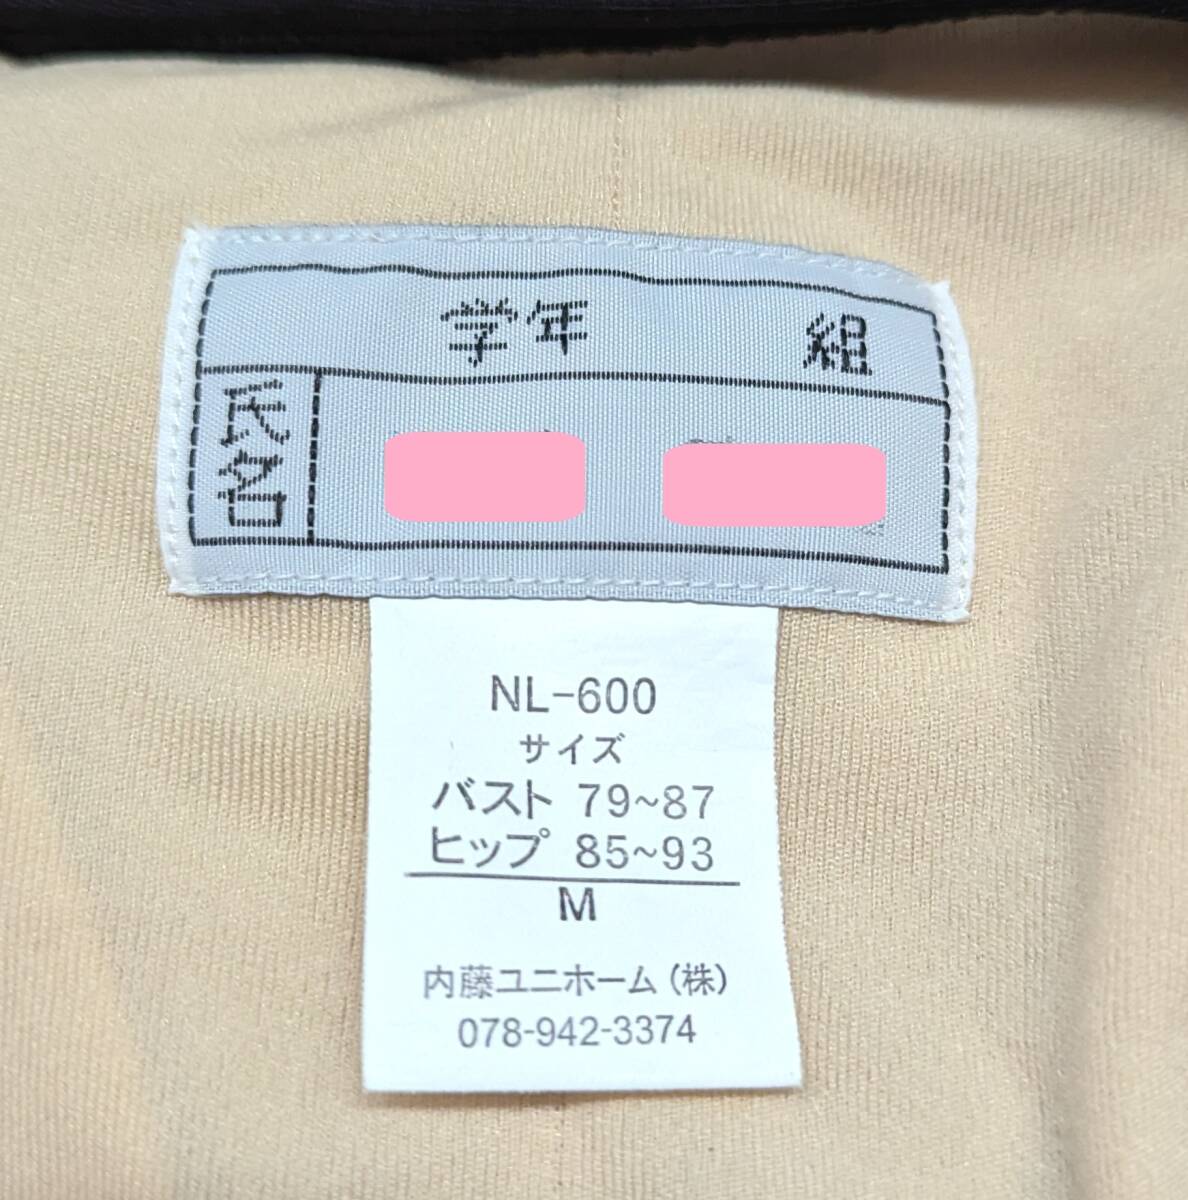 学年 組
氏名
NL-600
サイズ
バスト 79~87
ヒップ 85~93
M
内藤ユニホーム(株)
078-942-3374